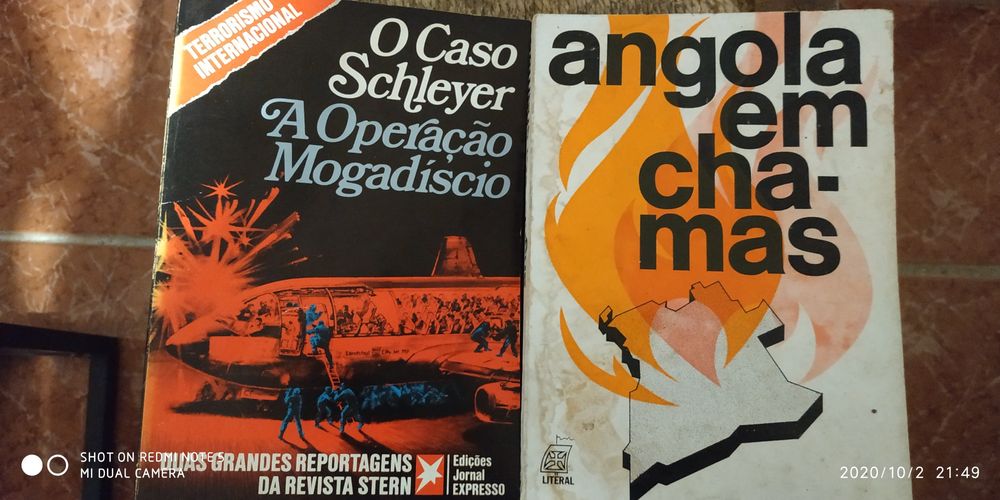 TERRORISMO
INTERNACIONAL
O Caso
Schleyer
A Operação
Mogadíscio
GRANDES REPORTAGENS
DA REVISTA STERN
Edições
Jornal
EXPRESSO
angola
em
cha-
mas
LITERAL
SHOT ON REDMI NOTE 5
MI DUAL CAMERA
2020/10/2 21:49